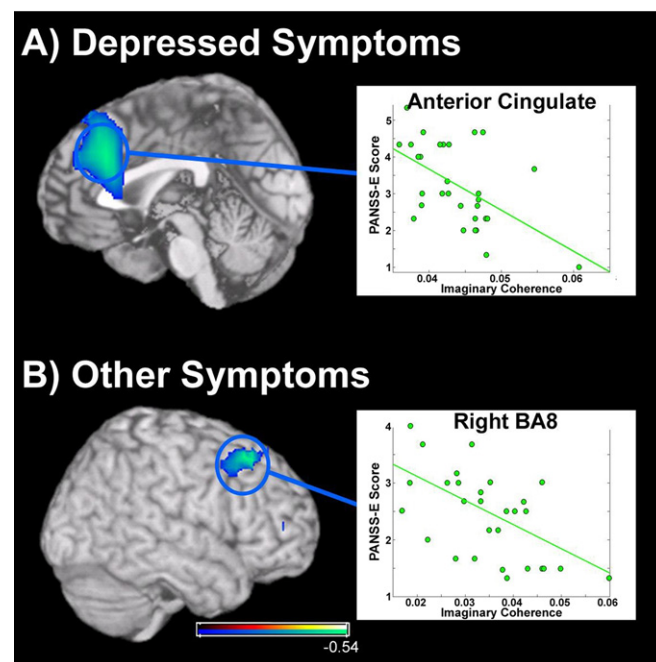 A) Depressed Symptoms
Anterior Cingulate
PANSS-E Score
5
4
3
2
1
0.04 0.05 0.06
Imaginary Coherence
B) Other Symptoms
Right BA8
PANSS-E Score
4
3
2
1
0.02 0.03 0.04 0.05 0.06
Imaginary Coherence
-0.54